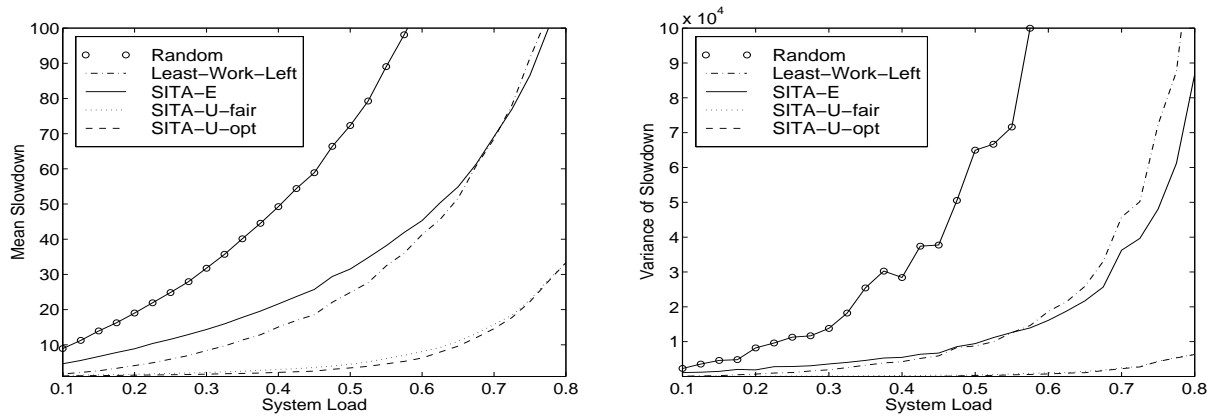 100
90
80
70
60
50
40
30
20
10
0.1 0.2 0.3 0.4 0.5 0.6 0.7 0.8
System Load
Mean Slowdown
Random
Least−Work−Left
SITA−E
SITA−U−fair
SITA−U−opt
x 10^4
10
9
8
7
6
5
4
3
2
1
0.1 0.2 0.3 0.4 0.5 0.6 0.7 0.8
System Load
Variance of Slowdown
Random
Least−Work−Left
SITA−E
SITA−U−fair
SITA−U−opt